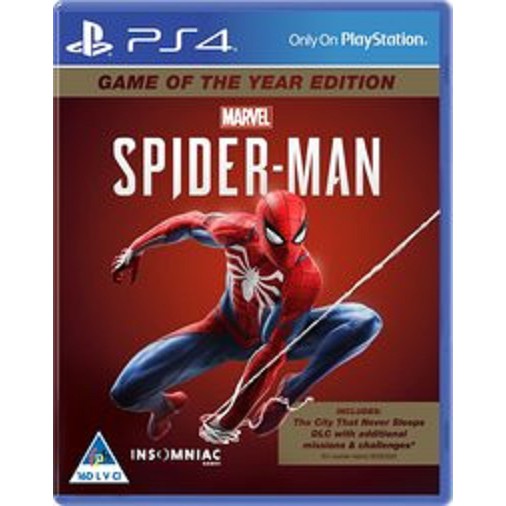 PS4
Only On PlayStation®
GAME OF THE YEAR EDITION
MARVEL
SPIDER-MAN
INCLUDES:
The City That Never Sleeps
DLC with additional
missions & challenges*
INSOMNIAC
GAMES